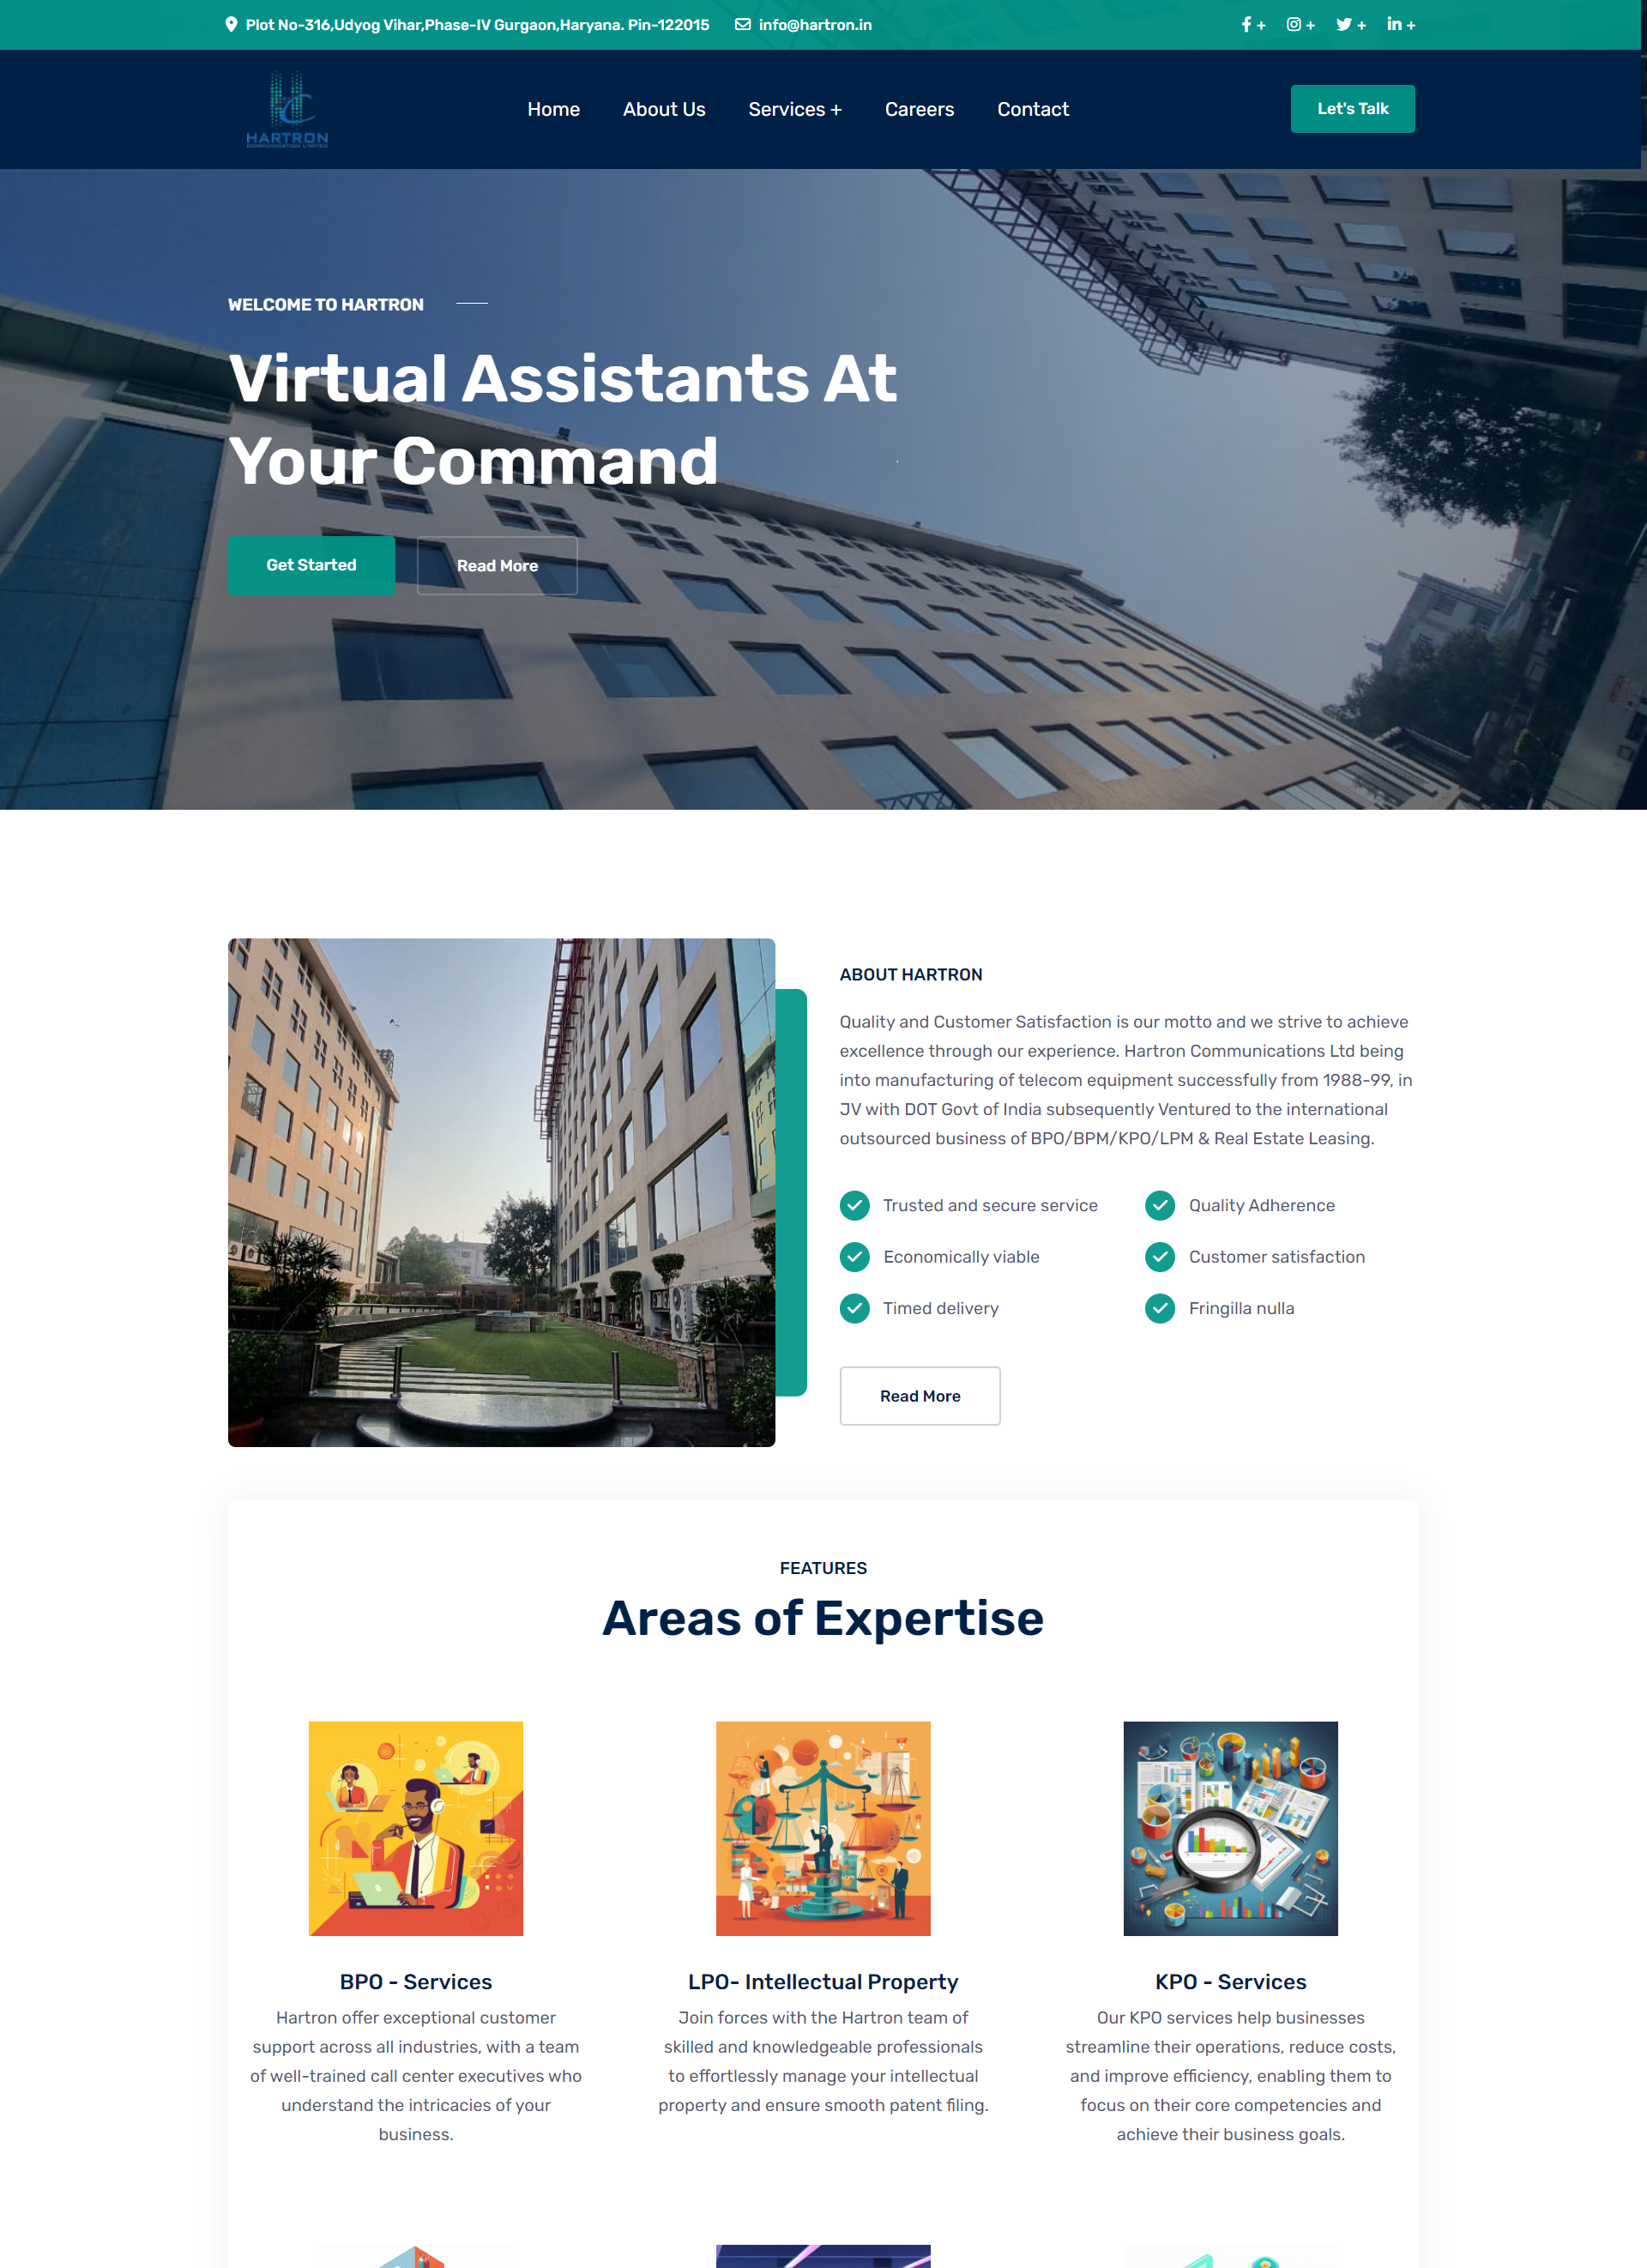 Plot No-316,Udyog Vihar,Phase-IV Gurgaon,Haryana. Pin-122015
info@hartron.in
+ + + +
HARTRON
COMMUNICATION LIMITED
Home
About Us
Services +
Careers
Contact
Let's Talk
WELCOME TO HARTRON
Virtual Assistants At
Your Command
Get Started
Read More
ABOUT HARTRON
Quality and Customer Satisfaction is our motto and we strive to achieve
excellence through our experience. Hartron Communications Ltd being
into manufacturing of telecom equipment successfully from 1988-99, in
JV with DOT Govt of India subsequently Ventured to the international
outsourced business of BPO/BPM/KPO/LPM & Real Estate Leasing.
Trusted and secure service
Quality Adherence
Economically viable
Customer satisfaction
Timed delivery
Fringilla nulla
Read More
FEATURES
Areas of Expertise
BPO - Services
Hartron offer exceptional customer
support across all industries, with a team
of well-trained call center executives who
understand the intricacies of your
business.
LPO- Intellectual Property
Join forces with the Hartron team of
skilled and knowledgeable professionals
to effortlessly manage your intellectual
property and ensure smooth patent filing.
KPO - Services
Our KPO services help businesses
streamline their operations, reduce costs,
and improve efficiency, enabling them to
focus on their core competencies and
achieve their business goals.